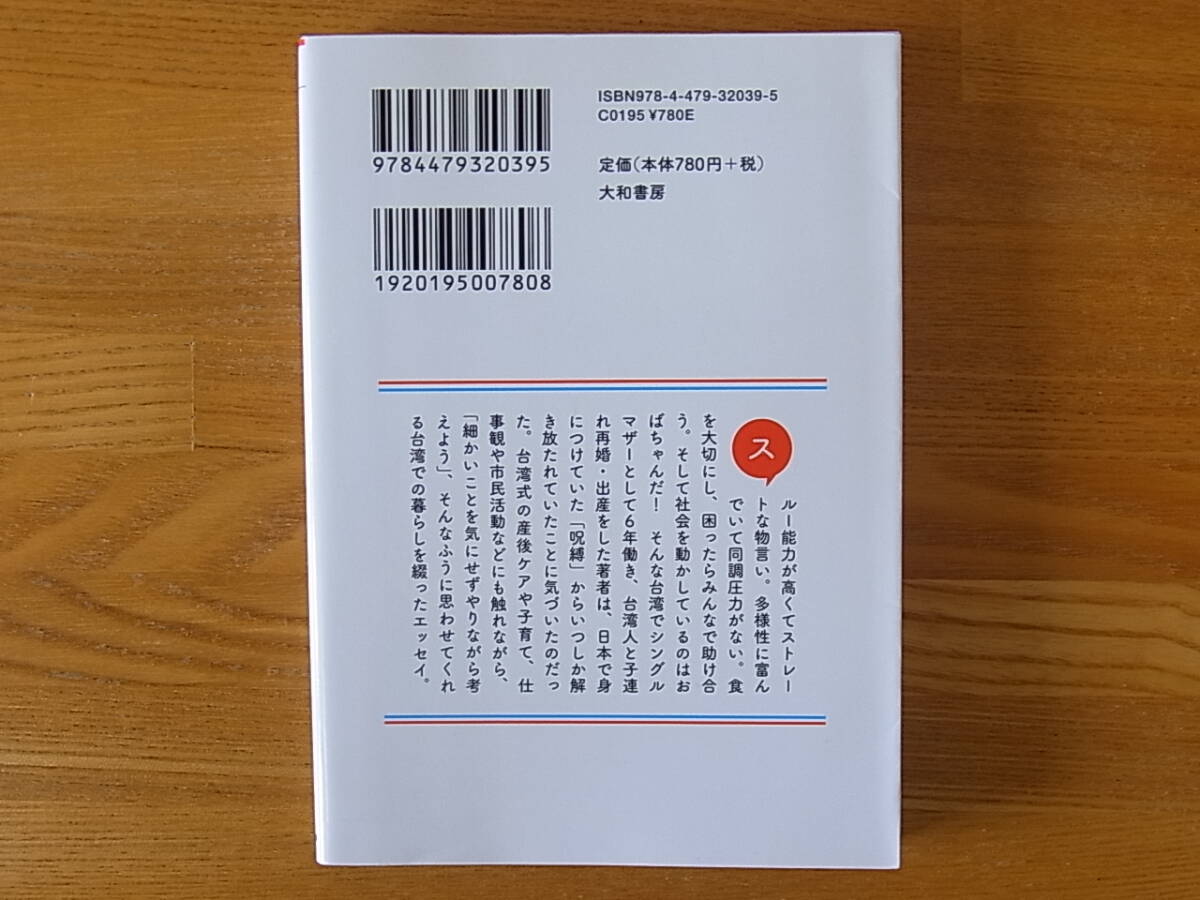 ISBN978-4-479-32039-5
C0195 ¥780E
9784479320395
定価(本体780円+税)
大和書房
1920195007808
ス
ルー能力が高くてストレー
トな物言い。多様性に富ん
でいて同調圧力がない。食
を大切にし、困ったらみんなで助け合
う。そして社会を動かしているのはお
ばちゃんだ! そんな台湾でシングル
マザーとして6年働き、台湾人と子連
れ再婚・出産をした著者は、日本で身
につけていた「呪縛」からいつしか解
き放たれていたことに気づいたのだっ
た。台湾式の産後ケアや子育て、仕
事観や市民活動などにも触れながら、
「細かいことを気にせずやりながら考
えよう」、そんなふうに思わせてくれ
る台湾での暮らしを綴ったエッセイ。